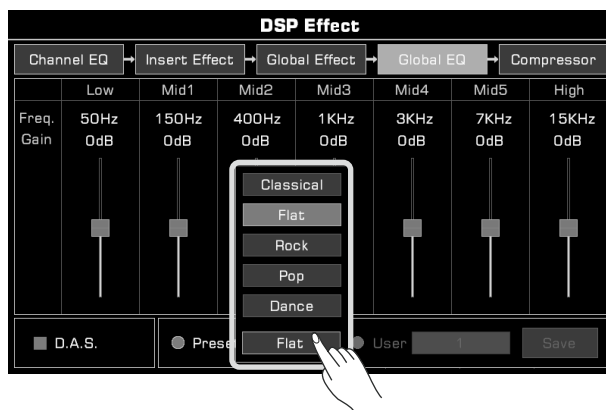 DSP Effect
Channel EQ Insert Effect Global Effect Global EQ Compressor
Low Mid1 Mid2 Mid3 Mid4 Mid5 High
Freq. 50Hz 150Hz 400Hz 1KHz 3KHz 7KHz 15KHz
Gain 0dB 0dB 0dB 0dB 0dB 0dB 0dB
Classical
Flat
Rock
Pop
Dance
D.A.S. Preset Flat User 1 Save